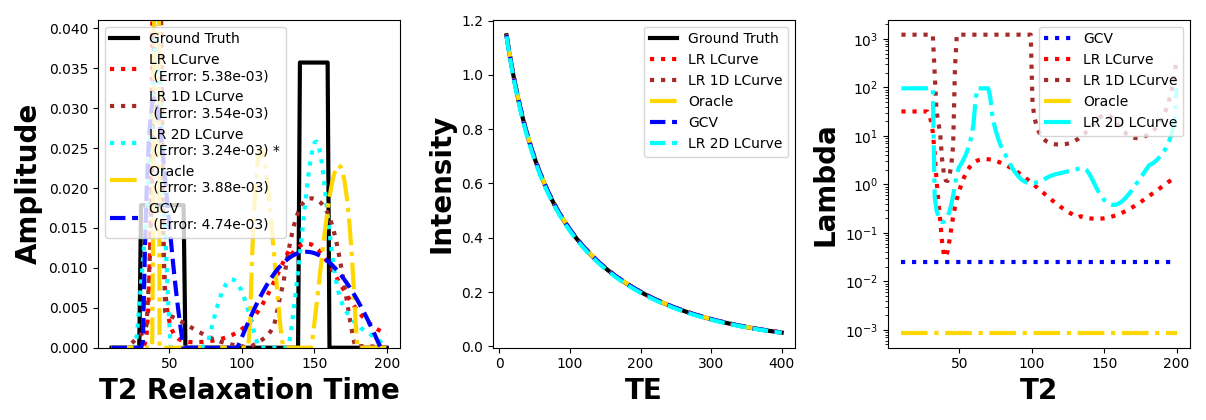 Amplitude
0.040
0.035
0.030
0.025
0.020
0.015
0.010
0.005
0.000
Ground Truth
LR LCurve
(Error: 5.38e-03)
LR 1D LCurve
(Error: 3.54e-03)
LR 2D LCurve
(Error: 3.24e-03) *
Oracle
(Error: 3.88e-03)
GCV
(Error: 4.74e-03)
50 100 150 200
T2 Relaxation Time
Intensity
1.2
1.0
0.8
0.6
0.4
0.2
0.0
Ground Truth
LR LCurve
LR 1D LCurve
Oracle
GCV
LR 2D LCurve
0 100 200 300 400
TE
Lambda
10³
10²
10¹
10⁰
10⁻¹
10⁻²
10⁻³
GCV
LR LCurve
LR 1D LCurve
Oracle
LR 2D LCurve
50 100 150 200
T2